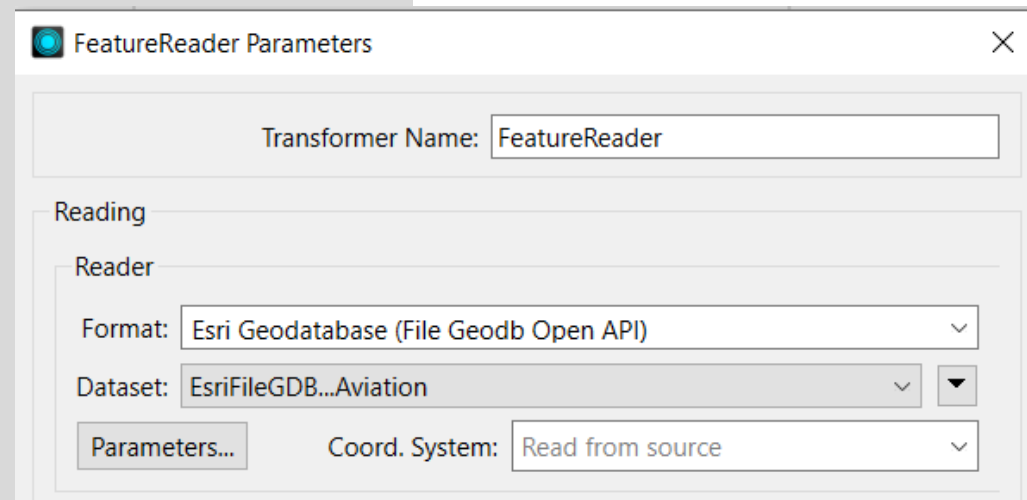 FeatureReader Parameters
Transformer Name: FeatureReader
Reading
Reader
Format: Esri Geodatabase (File Geodb Open API)
Dataset: EsriFileGDB...Aviation
Parameters... Coord. System: Read from source